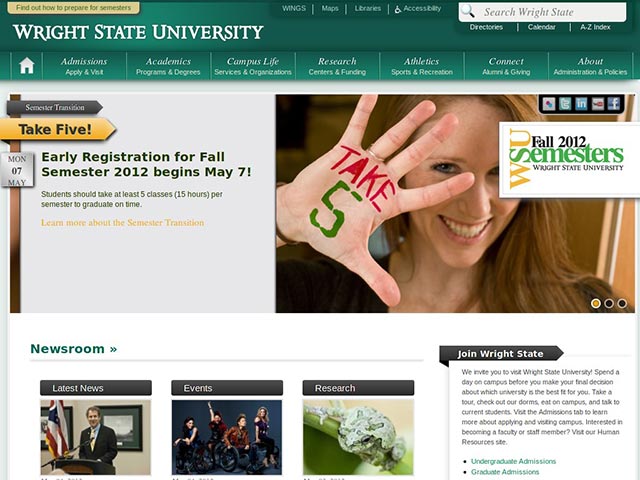 Find out how to prepare for semesters
WINGS
Maps
Libraries
Accessibility
Search Wright State
WRIGHT STATE UNIVERSITY
Directories
Calendar
A-Z Index
Admissions
Apply & Visit
Academics
Programs & Degrees
Campus Life
Services & Organizations
Research
Centers & Funding
Athletics
Sports & Recreation
Connect
Alumni & Giving
About
Administration & Policies
Semester Transition
Take Five!
MON
07
MAY
Early Registration for Fall
Semester 2012 begins May 7!
Students should take at least 5 classes (15 hours) per
semester to graduate on time.
Learn more about the Semester Transition
TAKE
5
WSU
Fall 2012
Semesters
WRIGHT STATE UNIVERSITY
Newsroom »
Latest News
Events
Research
Join Wright State
We invite you to visit Wright State University! Spend a
day on campus before you make your final decision
about which university is the best fit for you. Take a
tour, check out our dorms, eat on campus, and talk to
current students. Visit the Admissions tab to learn
more about applying and visiting campus. Interested in
becoming a faculty or staff member? Visit our Human
Resources site.
Undergraduate Admissions
Graduate Admissions